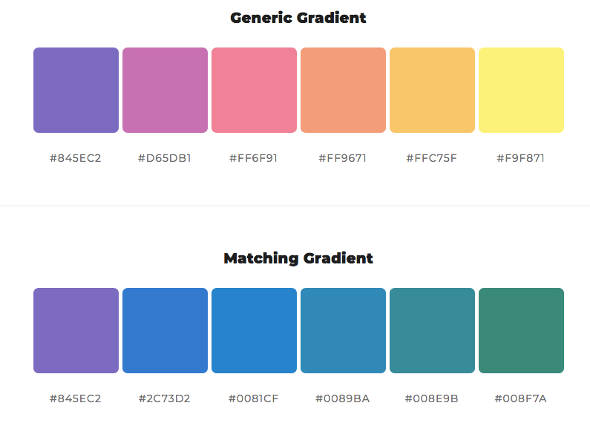 Generic Gradient
#845EC2 #D65DB1 #FF6F91 #FF9671 #FFC75F #F9F871
Matching Gradient
#845EC2 #2C73D2 #0081CF #0089BA #008E9B #008F7A